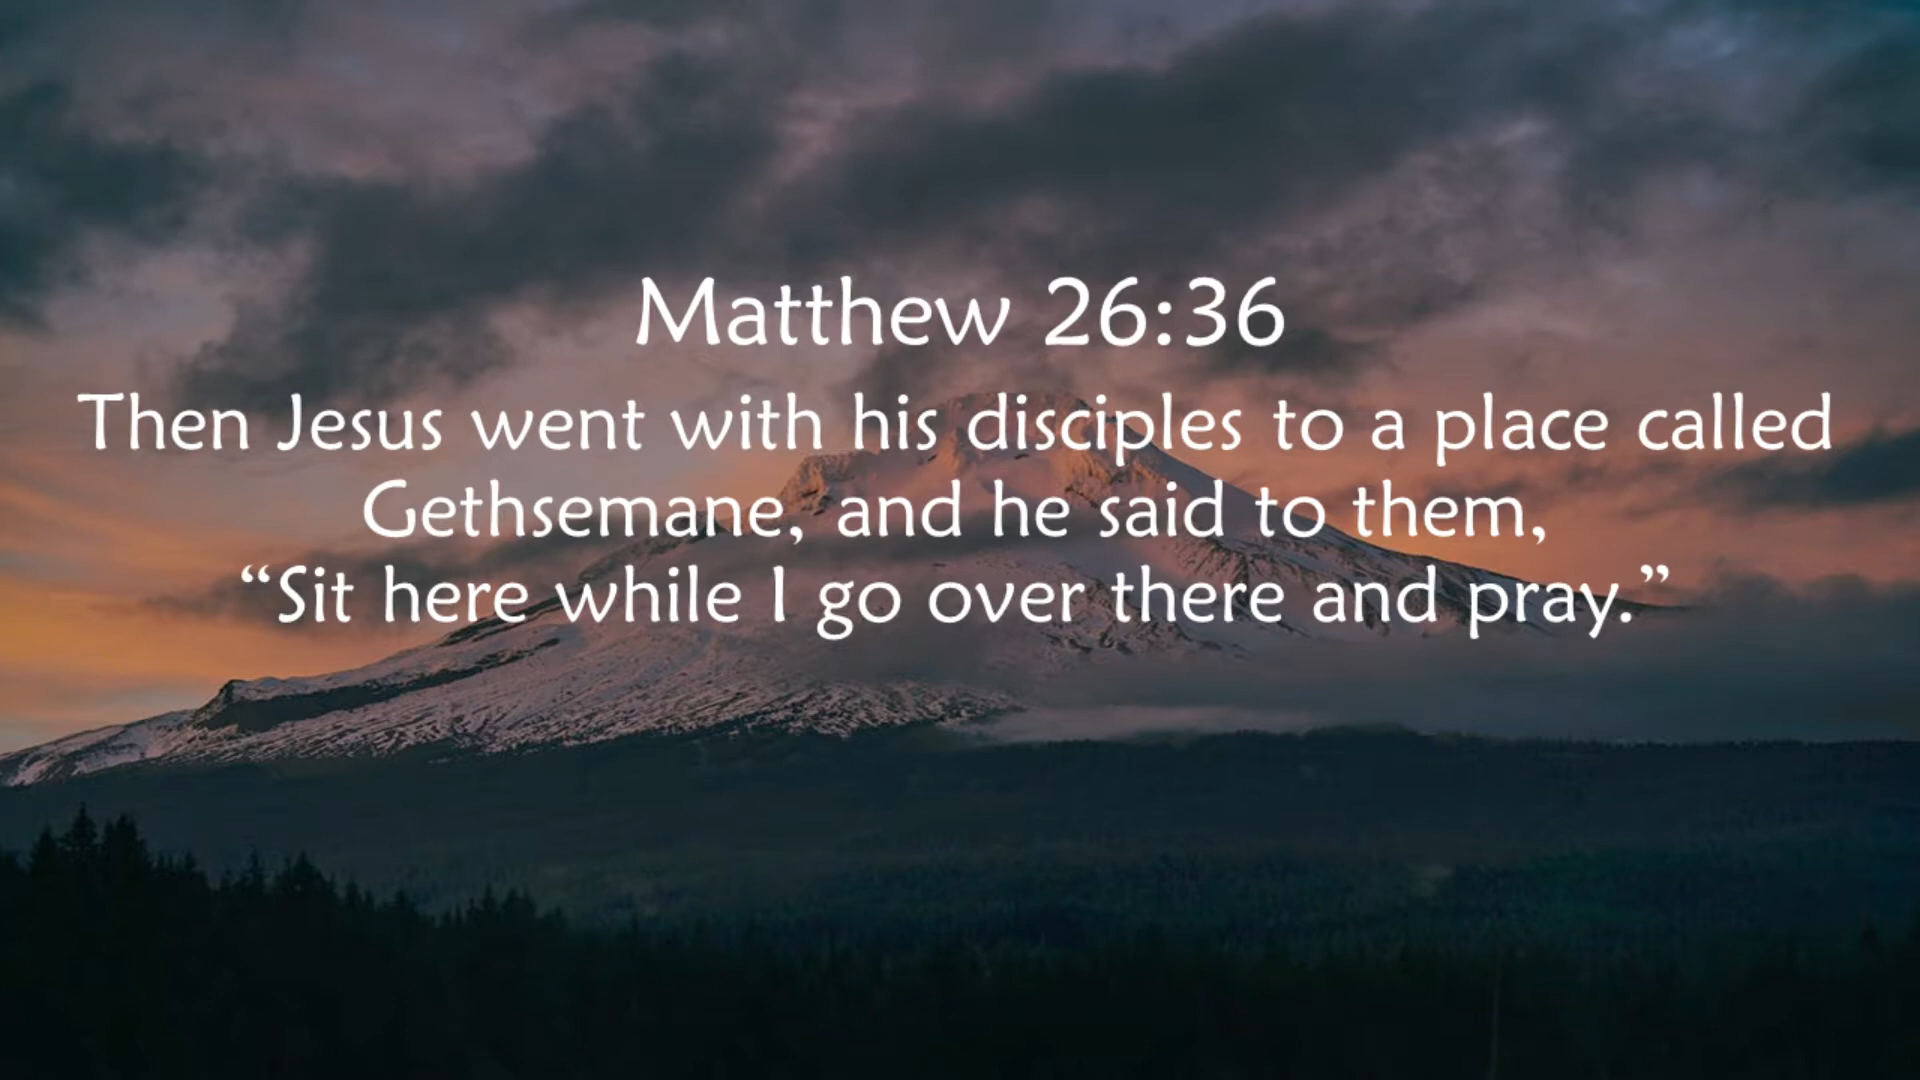 Matthew 26:36
Then Jesus went with his disciples to a place called
Gethsemane, and he said to them,
“Sit here while I go over there and pray.”